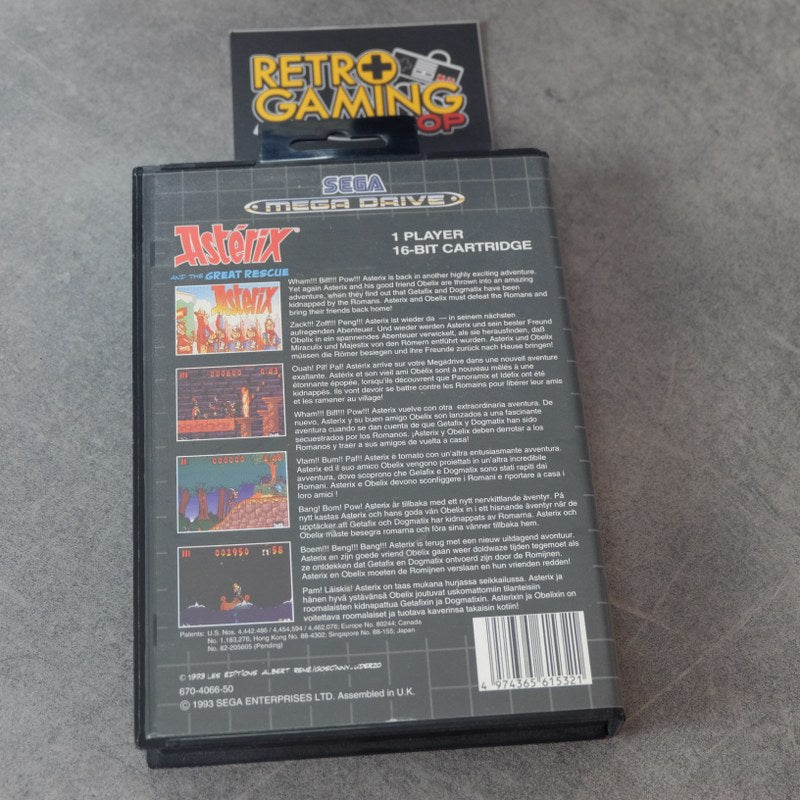 RETRO
GAMING
SHOP
SEGA
MEGA DRIVE
Astérix
AND THE GREAT RESCUE
1 PLAYER
16-BIT CARTRIDGE
Wham!!! Biff!!! Pow!!! Asterix is back in another highly exciting adventure.
Yet again Asterix and his good friend Obelix are thrown into an amazing
adventure, when they find out that Getafix and Dogmatix have been
kidnapped by the Romans. Asterix and Obelix must defeat the Romans and
bring their friends back home!
Zack!!! Zoff!!! Peng!!! Asterix ist wieder da — in seinem nächsten
aufregenden Abenteuer. Und wieder werden Asterix und sein bester Freund
Obelix in ein spannendes Abenteuer verwickelt, als sie herausfinden, daß
Miraculix und Majestix von den Römern entführt wurden. Asterix und Obelix
müssen die Römer besiegen und ihre Freunde zurück nach Hause bringen!
Ouah! Pif! Paf! Astérix arrive sur votre Megadrive dans une nouvell aventure
exaltante. Astérix et son vieil ami Obélix sont à nouveau mêles à une
étonnante épopée, lorsqu'ils découvrent que Panoramix et Idéfix ont été
kidnappés. Ils vont devoir se battre contre les Romains pour libérer leur amis
et les ramener au village!
Wham!!! Biff!!! Pow!!! Asterix vuelve con otra extraordinaria aventura. De
nuevo, Asterix y su buen amigo Obelix son lanzados a una fascinante
aventura cuando se dan cuenta de que Getafix y Dogmatix han sido
secuestrados por los Romanos. ¡Asterix y Obelix deben derrotar a los
Romanos y traer a sus amigos de vuelta a casa!
Vlam!! Bum!! Paf!! Asterix e tornato con un'altra entusiasmante avventura.
Asterix ed il suo amico Obelix vengono proiettati in un'altra incredibile
avventura, dove scoprono che Getafix e Dogmatix sono stati rapiti dai
Romani. Asterix e Obelix devono sconfiggere i Romani e riportare a casa i
loro amici !
Bang! Bom! Pow! Asterix är tillbaka med ett nytt nervkittlande äventyr. På
nytt kastas Asterix och hans goda vän Obelix in i ett hisnande äventyr när de
upptäcker att Getafix och Dogmatix har kidnappats av Romarna. Asterix och
Obelix måste besegra romarna och föra sina vänner tillbaka hem.
Boem!!! Beng!!! Bang!!! Asterix is terug met een nieuw uitdagend avontuur.
Asterix en zijn goede vriend Obelix gaan weer doldwaze tijden tegemoet als
ze ontdekken dat Getafix en Dogmatix ontvoerd zijn door de Romijnen.
Asterix en Obelix moeten de Romijnen verslaan en hun vrienden redden!
Pam! Läiskis! Asterix on taas mukana hurjassa seikkailussa. Asterix ja
hänen hyvä ystävänsä Obelix joutuvat uskomattomiin tilanteisiin
roomalaisten kidnapattua Getafixin ja Dogmatixin. Asterixin ja Obelixin on
voitettava roomalaiset ja tuotava kaverinsa takaisin kotiin!
Asterix
000600 0:43
000000
002950 :58
Patents: U.S. Nos. 4,442,486 / 4,454,594 / 4,462,076; Europe No. 80244; Canada
No. 1,183,276; Hong Kong No. 88-4302; Singapore No. 88-155; Japan
No. 82-205605 (Pending)
© 1993 LES EDITIONS ALBERT RENÉ/GOSCINNY-UDERZO
670-4066-50
© 1993 SEGA ENTERPRISES LTD. Assembled in U.K.
4 974365 615321